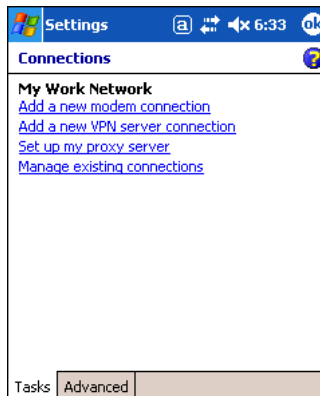 Settings a 6:33 ok
Connections ?
My Work Network
Add a new modem connection
Add a new VPN server connection
Set up my proxy server
Manage existing connections
Tasks Advanced